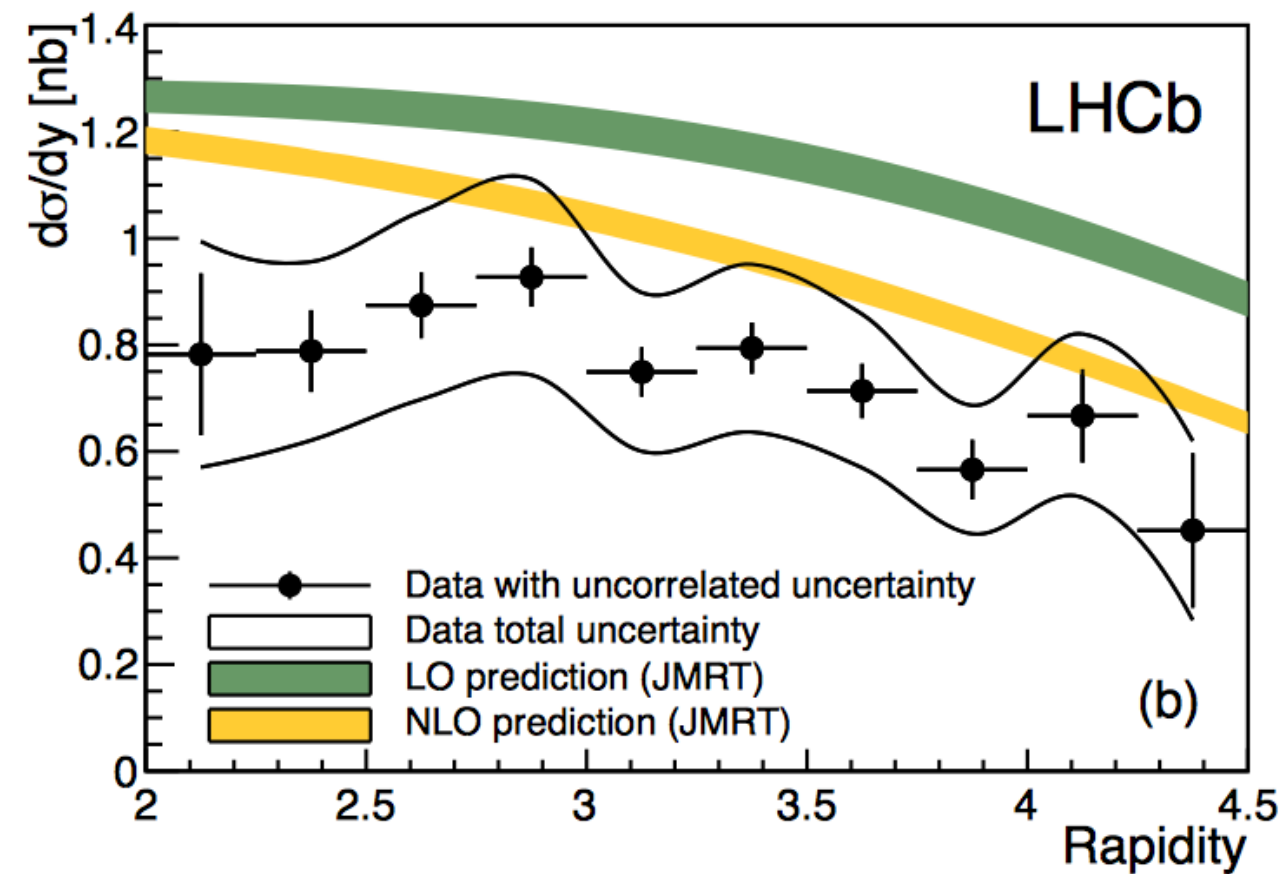 dσ/dy [nb]
1.4
1.2
1
0.8
0.6
0.4
0.2
0
LHCb
Data with uncorrelated uncertainty
Data total uncertainty
LO prediction (JMRT)
NLO prediction (JMRT)
(b)
2 2.5 3 3.5 4 4.5
Rapidity